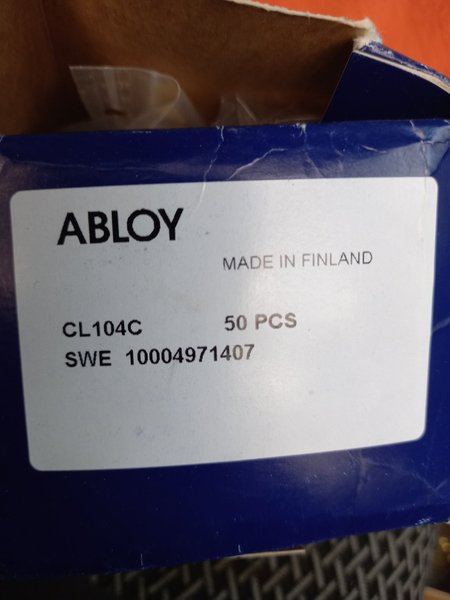 ABLOY
MADE IN FINLAND
CL104C 50 PCS
SWE 10004971407